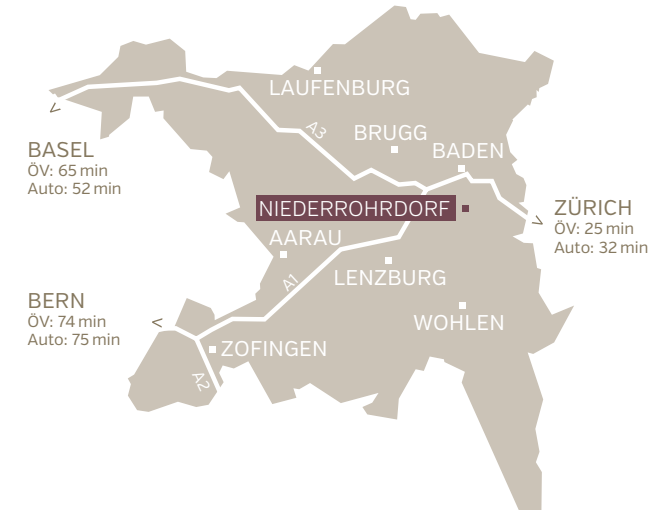 LAUFENBURG
A3
BRUGG
BADEN
BASEL
ÖV: 65 min
Auto: 52 min
NIEDERROHRDORF
ZÜRICH
ÖV: 25 min
Auto: 32 min
AARAU
LENZBURG
A1
BERN
ÖV: 74 min
Auto: 75 min
WOHLEN
ZOFINGEN
A2